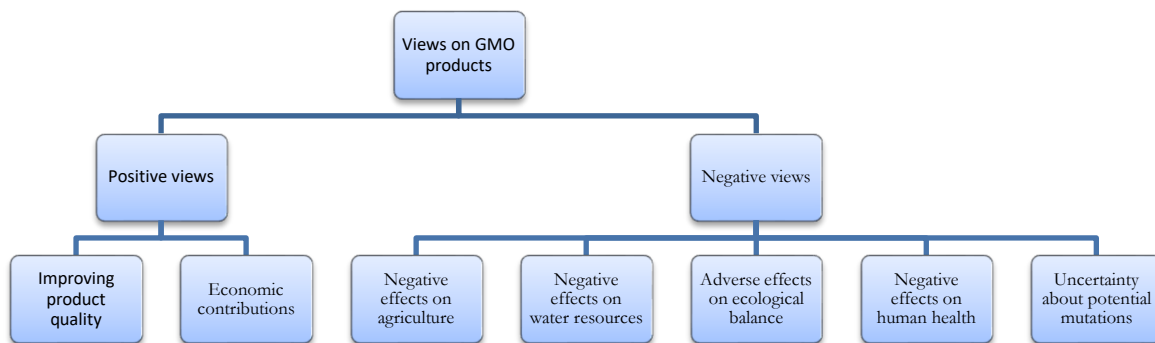 Views on GMO
products
Positive views
Negative views
Improving
product
quality
Economic
contributions
Negative
effects on
agriculture
Negative
effects on
water resources
Adverse effects
on ecological
balance
Negative
effects on
human health
Uncertainty
about potential
mutations